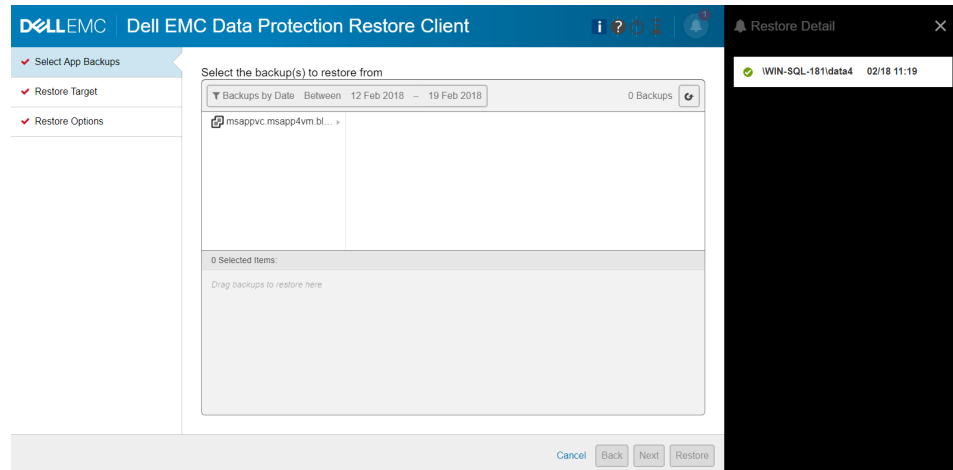 DELLEMC Dell EMC Data Protection Restore Client
Restore Detail
Select App Backups
Restore Target
Restore Options
Select the backup(s) to restore from
Backups by Date Between 12 Feb 2018 – 19 Feb 2018
0 Backups
msappvc.msapp4vm.bl...
0 Selected Items:
Drag backups to restore here
Cancel Back Next Restore
\WIN-SQL-181\data4 02/18 11:19